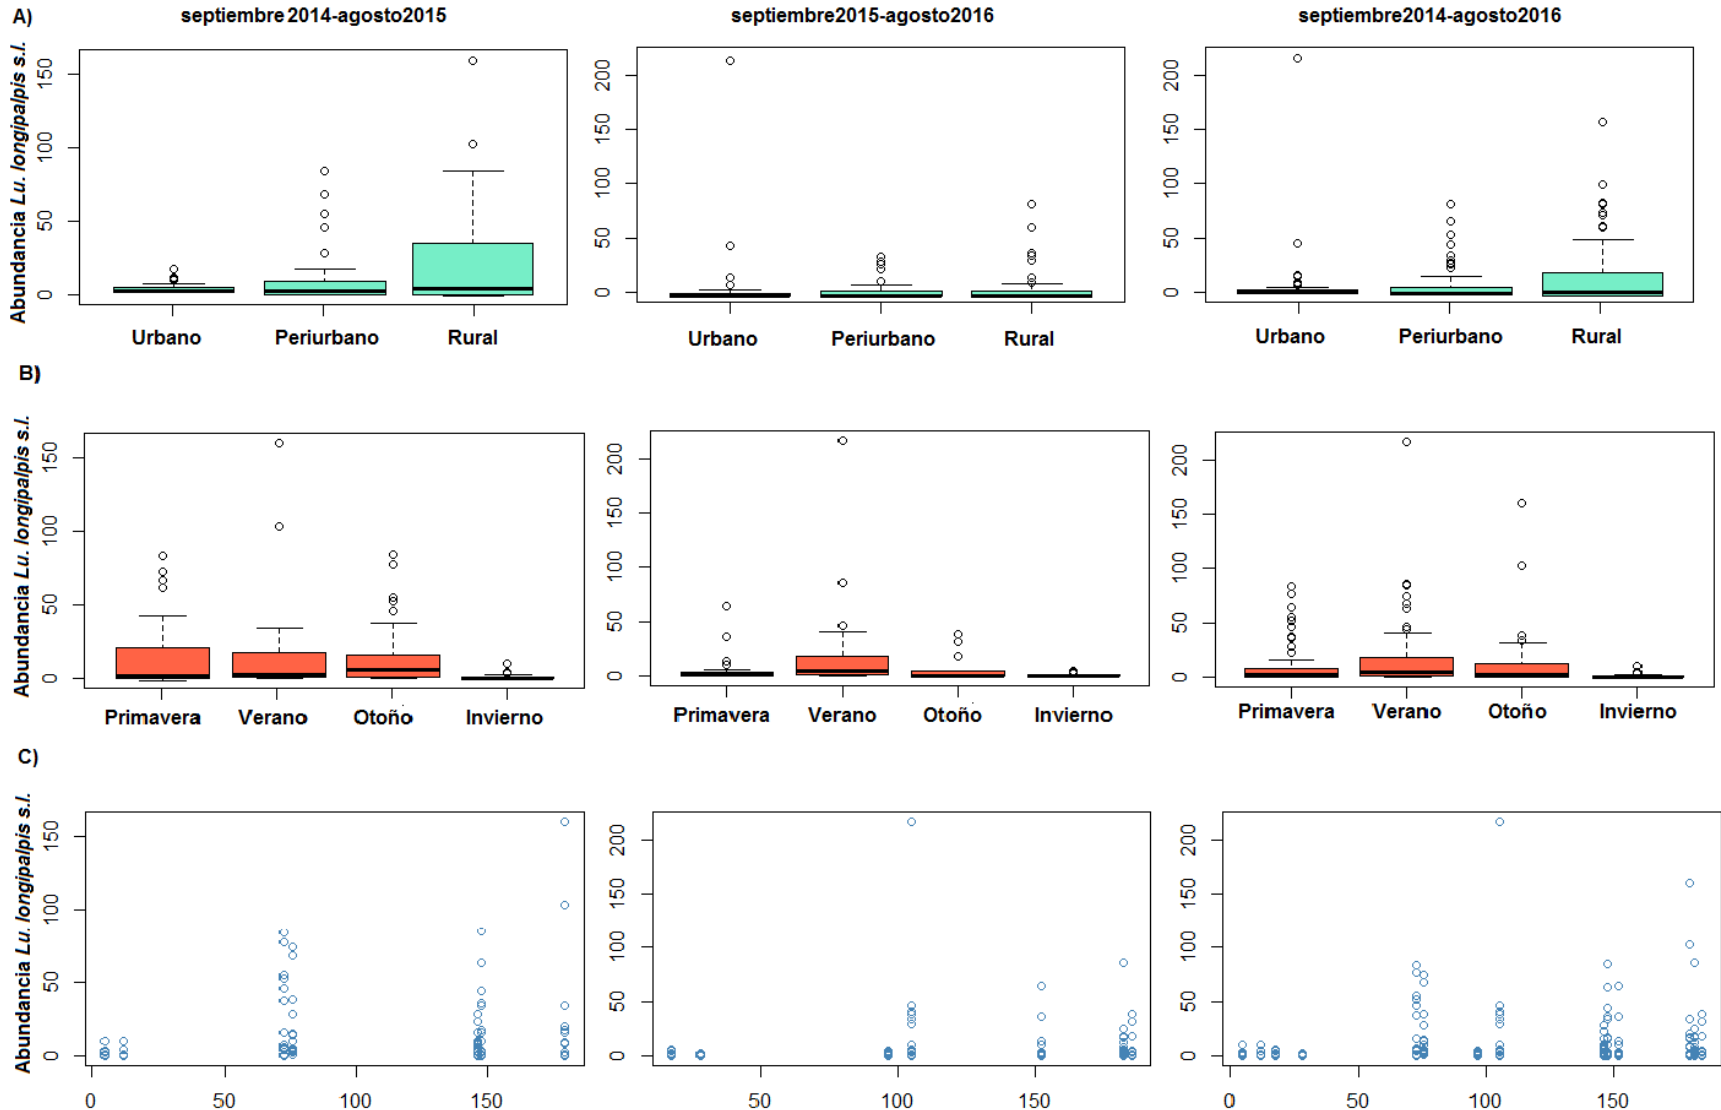 A)
septiembre 2014-agosto2015
septiembre2015-agosto2016
septiembre2014-agosto2016
Abundancia Lu. longipalpis s.l.
0 50 100 150
0 50 100 150 200
0 50 100 150 200
Urbano Periurbano Rural
Urbano Periurbano Rural
Urbano Periurbano Rural
B)
Abundancia Lu. longipalpis s.l.
0 50 100 150
0 50 100 150 200
0 50 100 150 200
Primavera Verano Otoño Invierno
Primavera Verano Otoño Invierno
Primavera Verano Otoño Invierno
C)
Abundancia Lu. longipalpis s.l.
0 50 100 150
0 50 100 150 200
0 50 100 150 200
0 50 100 150
50 100 150
0 50 100 150